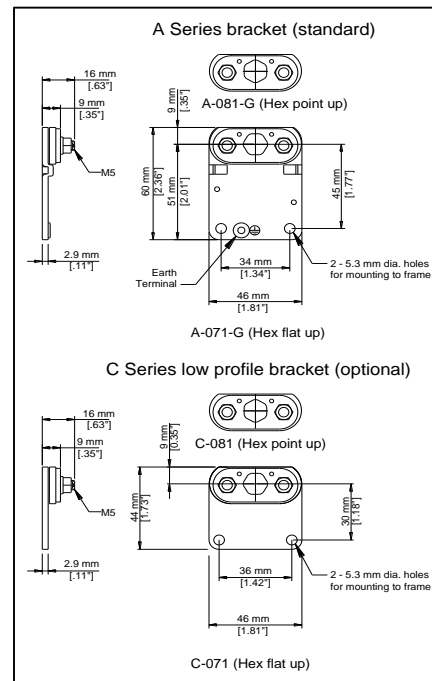 A Series bracket (standard)
16 mm
[.63"]
9 mm
[.35"]
M5
2.9 mm
[.11"]
9 mm
[.35"]
A-081-G (Hex point up)
60 mm
[2.36"]
51 mm
[2.01"]
45 mm
[1.77"]
Earth
Terminal
34 mm
[1.34"]
2 - 5.3 mm dia. holes
for mounting to frame
46 mm
[1.81"]
A-071-G (Hex flat up)
C Series low profile bracket (optional)
16 mm
[.63"]
9 mm
[.35"]
M5
2.9 mm
[.11"]
9 mm
[0.35"]
C-081 (Hex point up)
44 mm
[1.73"]
30 mm
[1.18"]
36 mm
[1.42"]
2 - 5.3 mm dia. holes
for mounting to frame
46 mm
[1.81"]
C-071 (Hex flat up)